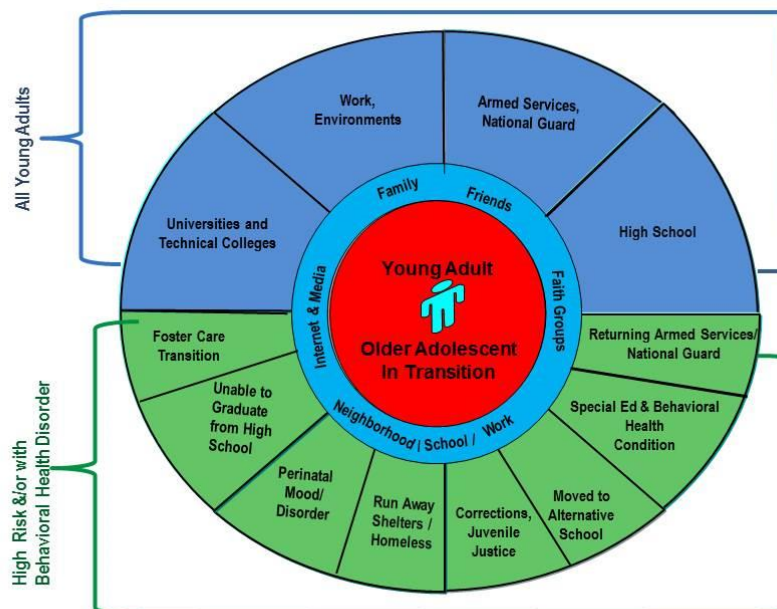 All Young Adults
Work,
Environments
Armed Services,
National Guard
Universities and
Technical Colleges
High School
Family
Friends
Internet & Media
Faith Groups
Neighborhood | School / Work
Young Adult
Older Adolescent
In Transition
High Risk &/or with
Behavioral Health Disorder
Foster Care
Transition
Unable to
Graduate
from High
School
Perinatal
Mood/
Disorder
Run Away
Shelters /
Homeless
Corrections,
Juvenile
Justice
Moved to
Alternative
School
Special Ed & Behavioral
Health
Condition
Returning Armed Services/
National Guard